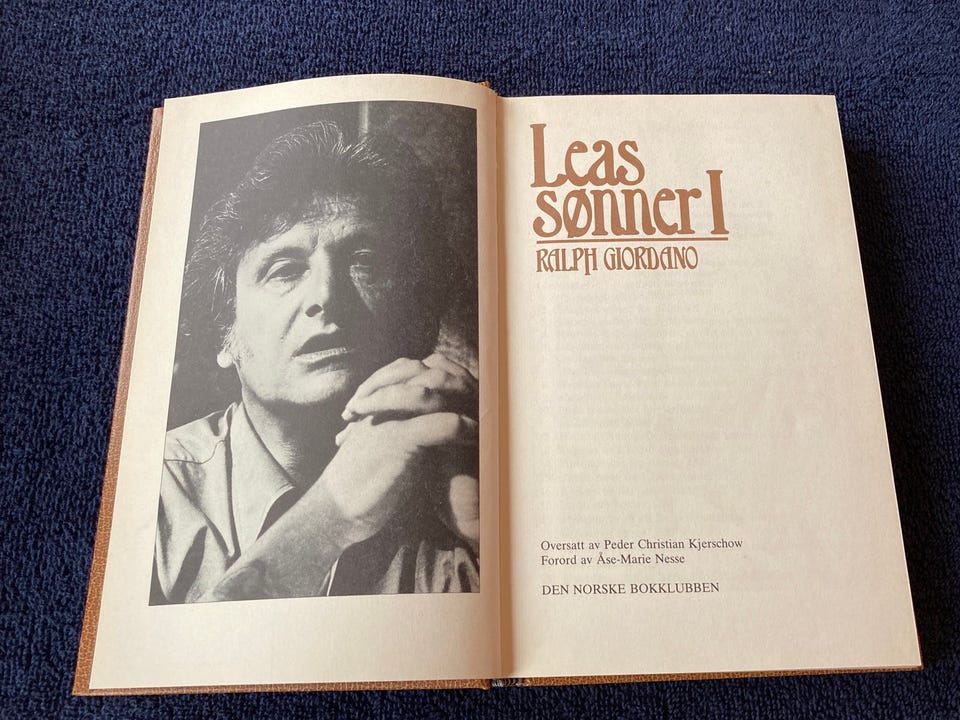 Leas
sønner I
RALPH GIORDANO
Oversatt av Peder Christian Kjerschow
Forord av Åse-Marie Nesse
DEN NORSKE BOKKLUBBEN